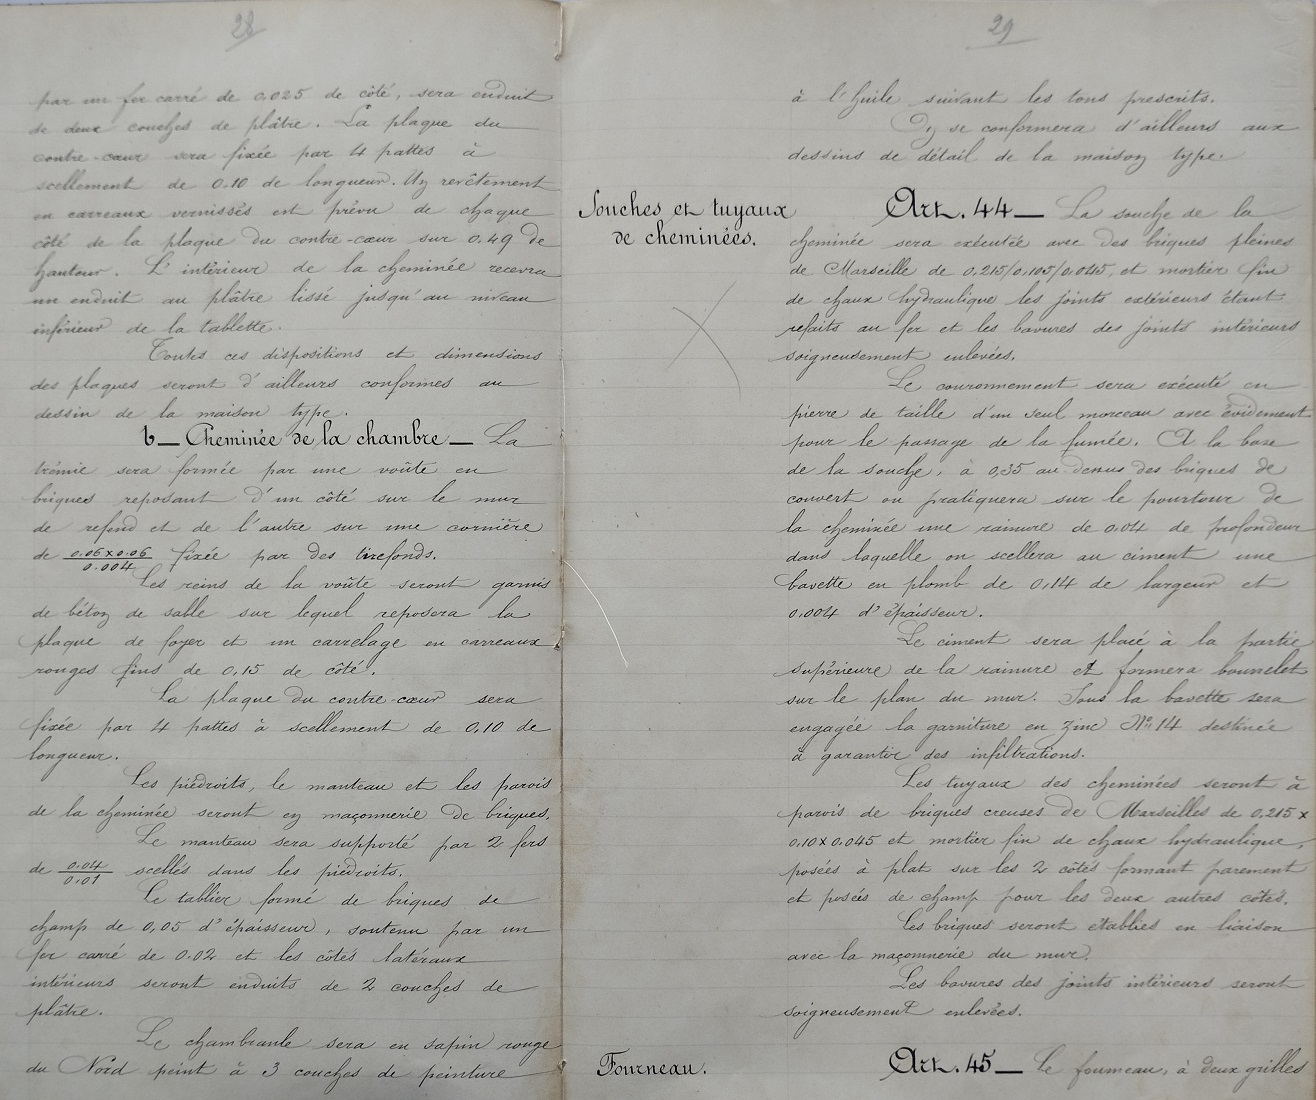 28
par un fer carré de 0,025 de côté, sera enduit
de deux couches de plâtre. La plaque du
contre-cœur sera fixée par 4 pattes à
scellement de 0,10 de longueur. Un revêtement
en carreaux vernissés est prévu de chaque
côté de la plaque du contre-cœur sur 0,49 de
hauteur. L'intérieur de la cheminée recevra
un enduit au plâtre lissé jusqu'au niveau
inférieur de la tablette.
Toutes ces dispositions et dimensions
des plaques seront d'ailleurs conformes au
dessin de la maison type.
b _ Cheminée de la chambre _ La
trémie sera formée par une voûte en
briques reposant d'un côté sur le mur
de refend et de l'autre sur une cornière
de 0.06 x 0.06 / 0.004 fixée par des tirefonds.
Les reins de la voûte seront garnis
de béton de sable sur lequel reposera la
plaque de foyer et un carrelage en carreaux
rouges fins de 0,15 de côté.
La plaque du contre-cœur sera
fixée par 4 pattes à scellement de 0,10 de
longueur.
Les piédroits, le manteau et les parois
de la cheminée seront en maçonnerie de briques.
Le manteau sera supporté par 2 fers
de 0.04 / 0.01 scellés dans les piédroits.
Le tablier formé de briques de
champ de 0,05 d'épaisseur, soutenu par un
fer carré de 0.02 et les côtés latéraux
intérieurs seront enduits de 2 couches de
plâtre.
Le chambranle sera en sapin rouge
du Nord peint à 3 couches de peinture
29
à l'huile suivant les tons prescrits.
On se conformera d'ailleurs aux
dessins de détail de la maison type.
Souches et tuyaux
de cheminées.
Art. 44 _ La souche de la
cheminée sera exécutée avec des briques pleines
de Marseille de 0,215/0,105/0,045, et mortier fin
de chaux hydraulique les joints extérieurs étant
refaits au fer et les bavures des joints intérieurs
soigneusement enlevées.
Le couronnement sera exécuté en
pierre de taille d'un seul morceau avec évidement
pour le passage de la fumée. A la base
de la souche, à 0,35 au-dessus des briques de
couvert on pratiquera sur le pourtour de
la cheminée une rainure de 0.04 de profondeur
dans laquelle on scellera au ciment une
bavette en plomb de 0,14 de largeur et
0.004 d'épaisseur.
Le ciment sera placé à la partie
supérieure de la rainure et formera bourrelet
sur le plan du mur. Sous la bavette sera
engagée la garniture en zinc No 14 destinée
à garantir des infiltrations.
Les tuyaux des cheminées seront à
parois de briques creuses de Marseilles de 0,215 x
0,10 x 0.045 et mortier fin de chaux hydraulique,
posées à plat sur les 2 côtés formant parement
et posées de champ pour les deux autres côtés.
Les briques seront établies en liaison
avec la maçonnerie du mur.
Les bavures des joints intérieurs seront
soigneusement enlevées.
Fourneau.
Art. 45 _ Le fourneau, à deux grilles